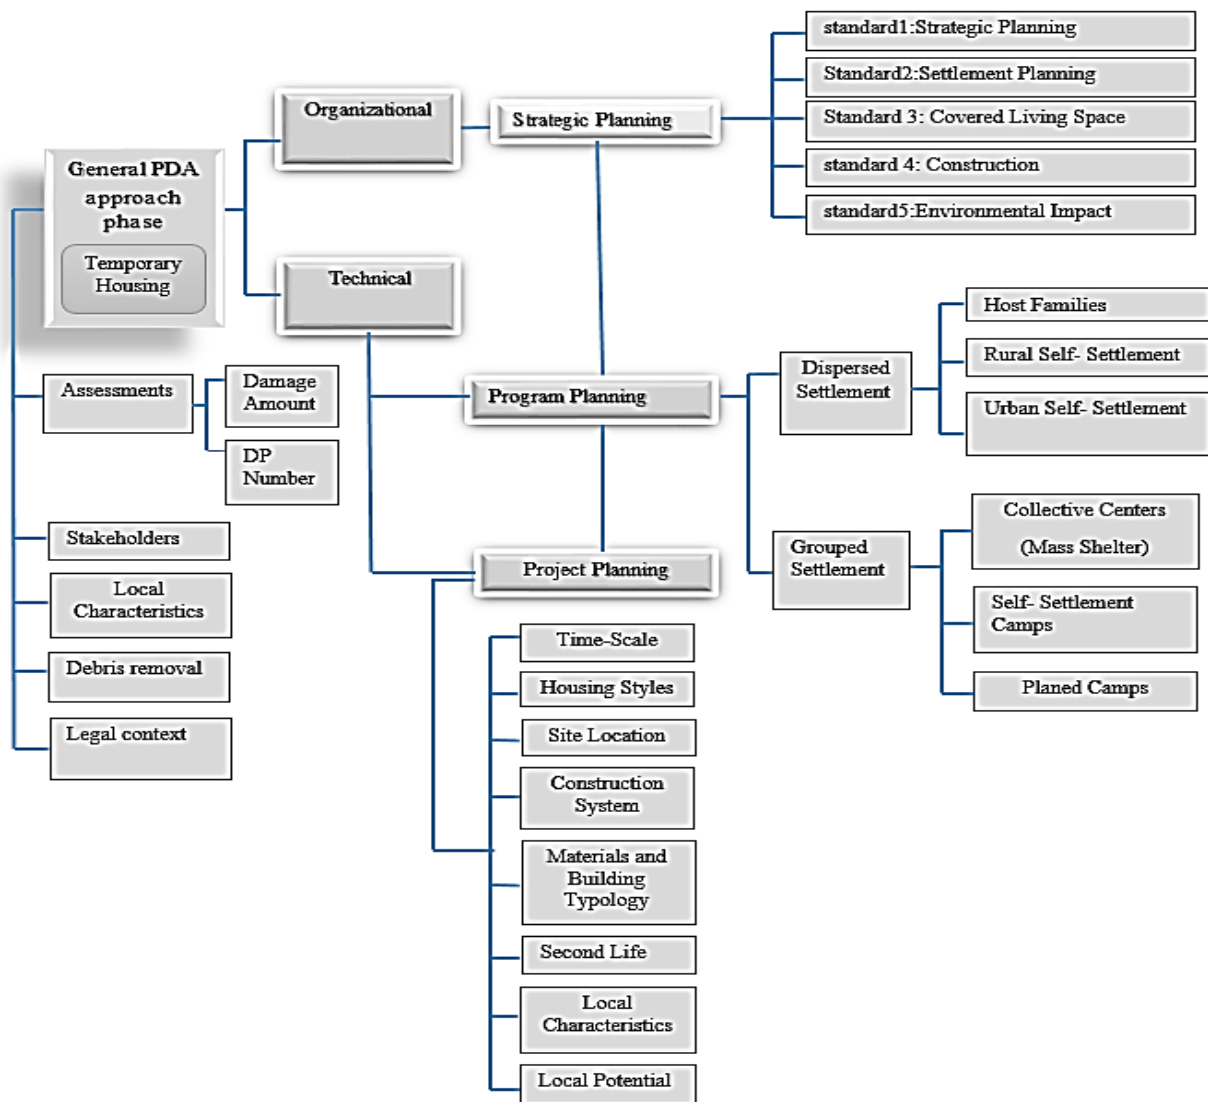 General PDA
approach
phase
Temporary
Housing
Organizational
Technical
Strategic Planning
Program Planning
Project Planning
standard1:Strategic Planning
Standard2:Settlement Planning
Standard 3: Covered Living Space
standard 4: Construction
standard5:Environmental Impact
Dispersed
Settlement
Host Families
Rural Self- Settlement
Urban Self- Settlement
Grouped
Settlement
Collective Centers
(Mass Shelter)
Self- Settlement
Camps
Planed Camps
Assessments
Damage
Amount
DP
Number
Stakeholders
Local
Characteristics
Debris removal
Legal context
Time-Scale
Housing Styles
Site Location
Construction
System
Materials and
Building
Typology
Second Life
Local
Characteristics
Local Potential